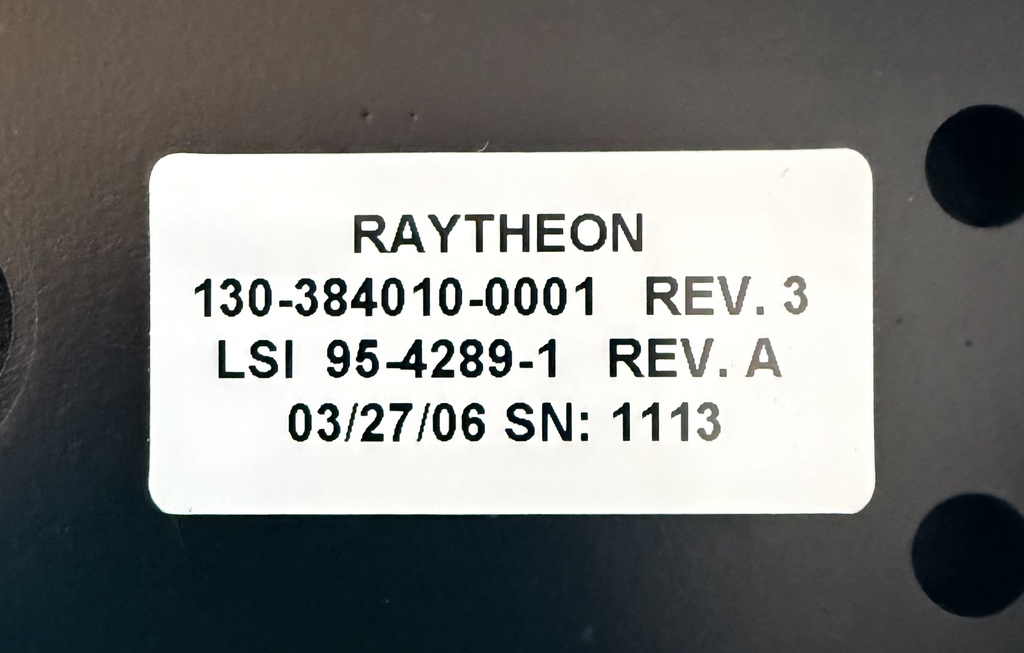 RAYTHEON
130-384010-0001 REV. 3
LSI 95-4289-1 REV. A
03/27/06 SN: 1113